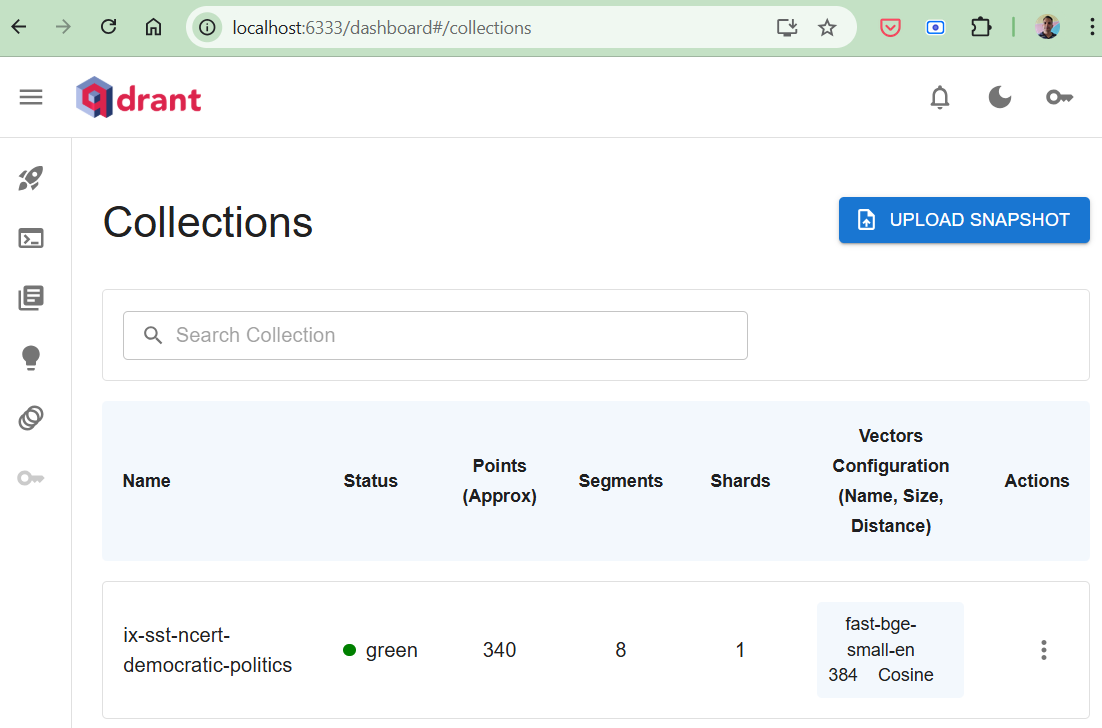 localhost:6333/dashboard#/collections
qdrant
Collections
UPLOAD SNAPSHOT
Search Collection
Name
Status
Points
(Approx)
Segments
Shards
Vectors
Configuration
(Name, Size,
Distance)
Actions
ix-sst-ncert-
democratic-politics
green
340
8
1
fast-bge-
small-en
384 Cosine